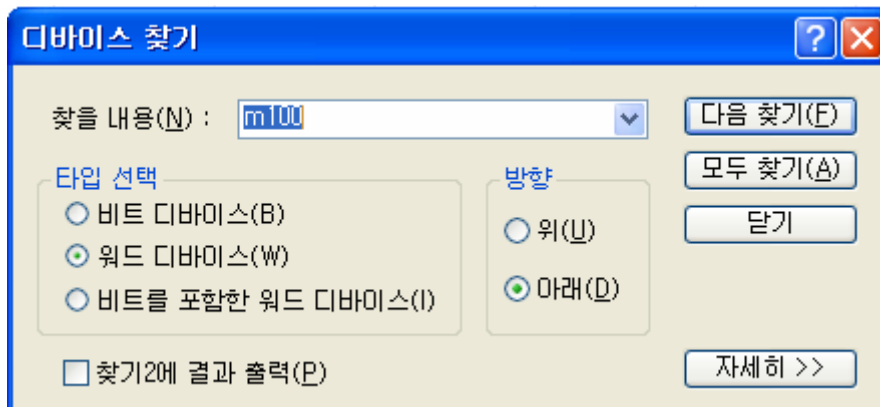 디바이스 찾기
찾을 내용(N) : m100
다음 찾기(F)
모두 찾기(A)
닫기
타입 선택
비트 디바이스(B)
워드 디바이스(W)
비트를 포함한 워드 디바이스(I)
방향
위(U)
아래(D)
찾기2에 결과 출력(P)
자세히 >>